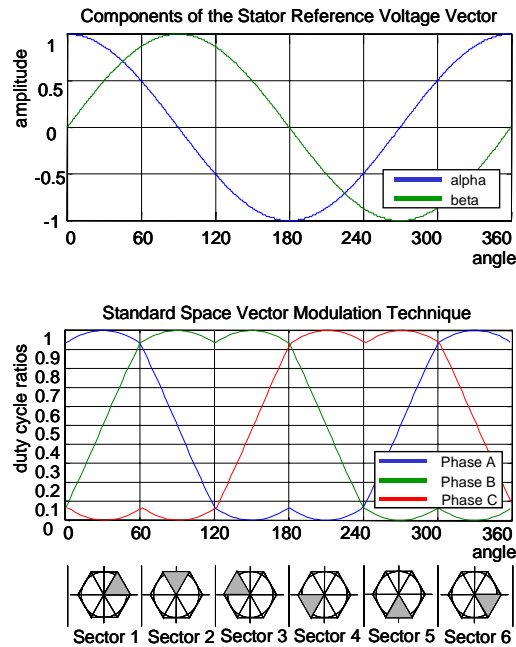 Components of the Stator Reference Voltage Vector
amplitude
1
0.5
0
-0.5
-1
alpha
beta
0 60 120 180 240 300 360
angle
Standard Space Vector Modulation Technique
duty cycle ratios
1
0.9
0.8
0.7
0.6
0.5
0.4
0.3
0.2
0.1
0
Phase A
Phase B
Phase C
0 60 120 180 240 300 360
angle
Sector 1 Sector 2 Sector 3 Sector 4 Sector 5 Sector 6